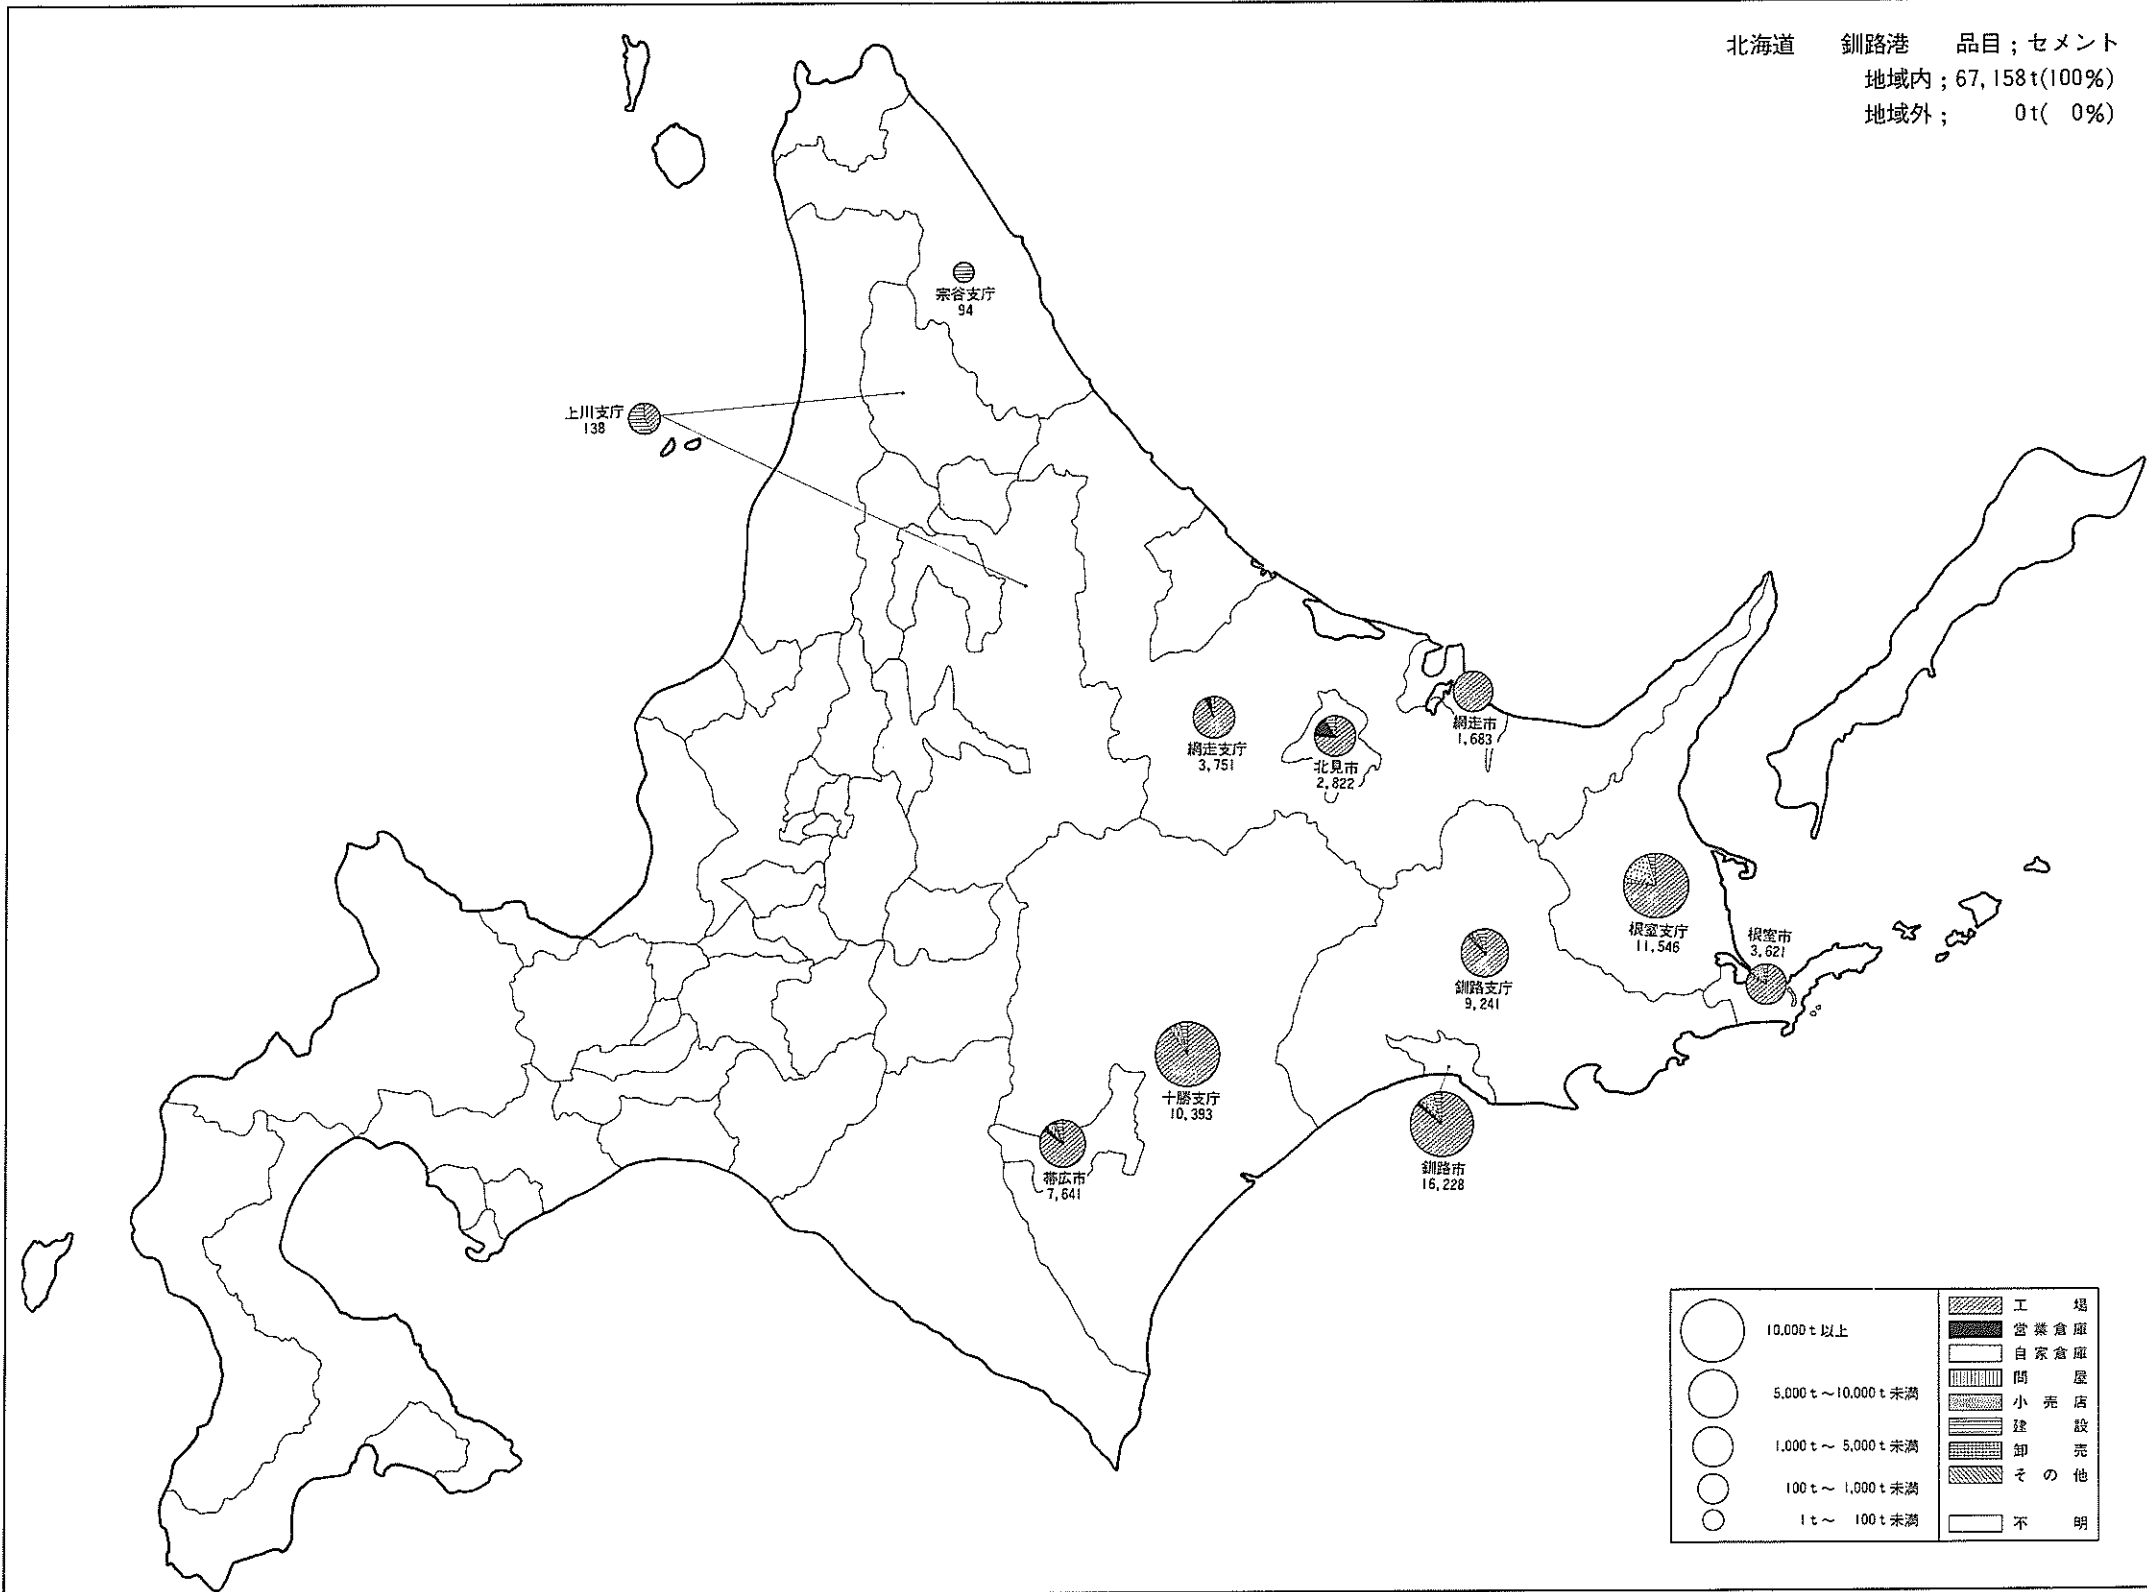 北海道 釧路港 品目；セメント
地域内；67,158t(100%)
地域外； 0t( 0%)
宗谷支庁
94
上川支庁
138
網走市
1,683
網走支庁
3,751
北見市
2,822
根室支庁
11,546
根室市
3,621
釧路支庁
9,241
十勝支庁
10,393
帯広市
7,641
釧路市
16,228
10,000t以上
5,000t～10,000t未満
1,000t～5,000t未満
100t～1,000t未満
1t～ 100t未満
工場
営業倉庫
自家倉庫
問屋
小売店
建設
卸売
その他
不明